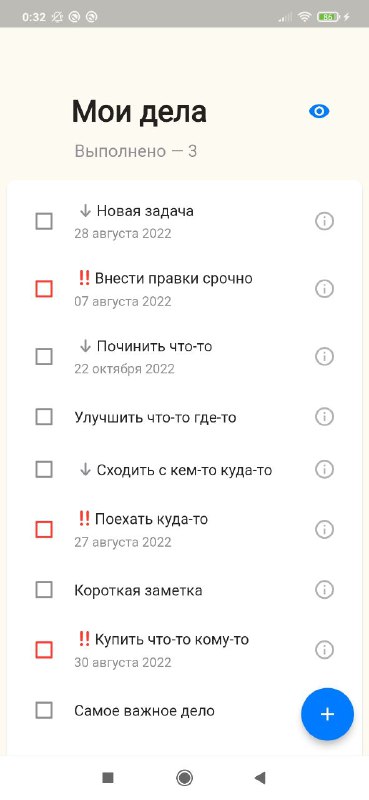 0:32
86
Мои дела
Выполнено — 3
Новая задача
28 августа 2022
!! Внести правки срочно
07 августа 2022
Починить что-то
22 октября 2022
Улучшить что-то где-то
Сходить с кем-то куда-то
!! Поехать куда-то
27 августа 2022
Короткая заметка
!! Купить что-то кому-то
30 августа 2022
Самое важное дело